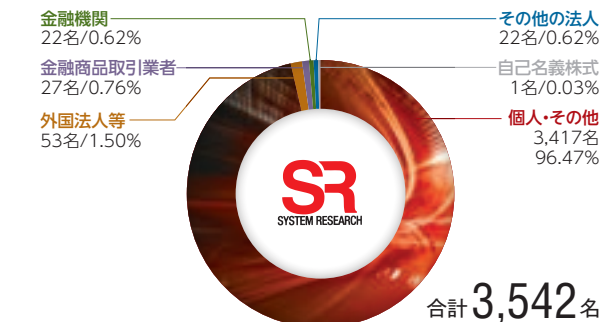 金融機関
22名/0.62%
金融商品取引業者
27名/0.76%
外国法人等
53名/1.50%
その他の法人
22名/0.62%
自己名義株式
1名/0.03%
個人・その他
3,417名
96.47%
SR
SYSTEM RESEARCH
合計3,542名